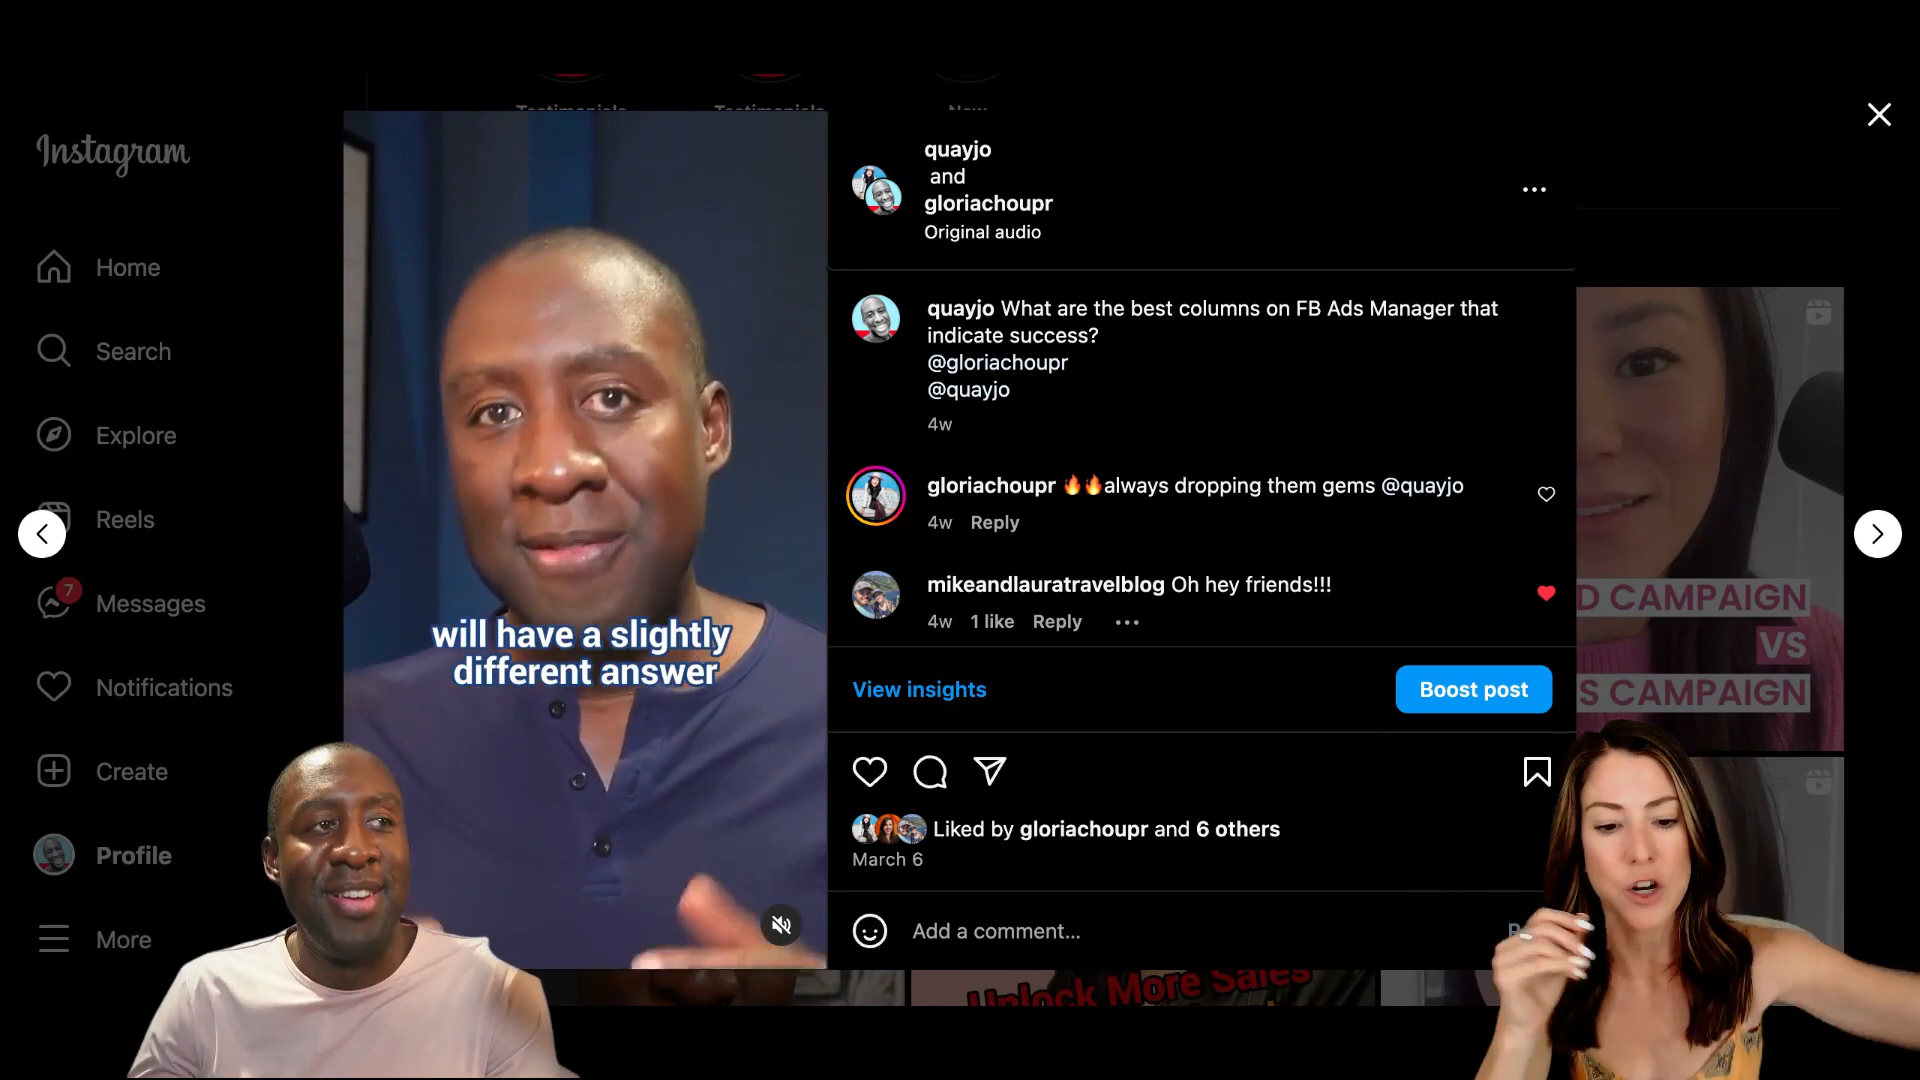 Testimonials
Testimonials
Instagram
Home
Search
Explore
Reels
7
Messages
Notifications
Create
Profile
More
will have a slightly
different answer
quayjo
and
gloriachoupr
Original audio
quayjo What are the best columns on FB Ads Manager that
indicate success?
@gloriachoupr
@quayjo
4w
gloriachoupr 🔥🔥always dropping them gems @quayjo
4w Reply
mikeandlauratravelblog Oh hey friends!!!
4w 1 like Reply
View insights
Boost post
Liked by gloriachoupr and 6 others
March 6
Add a comment...
D CAMPAIGN
VS
S CAMPAIGN
Unlock More Sales